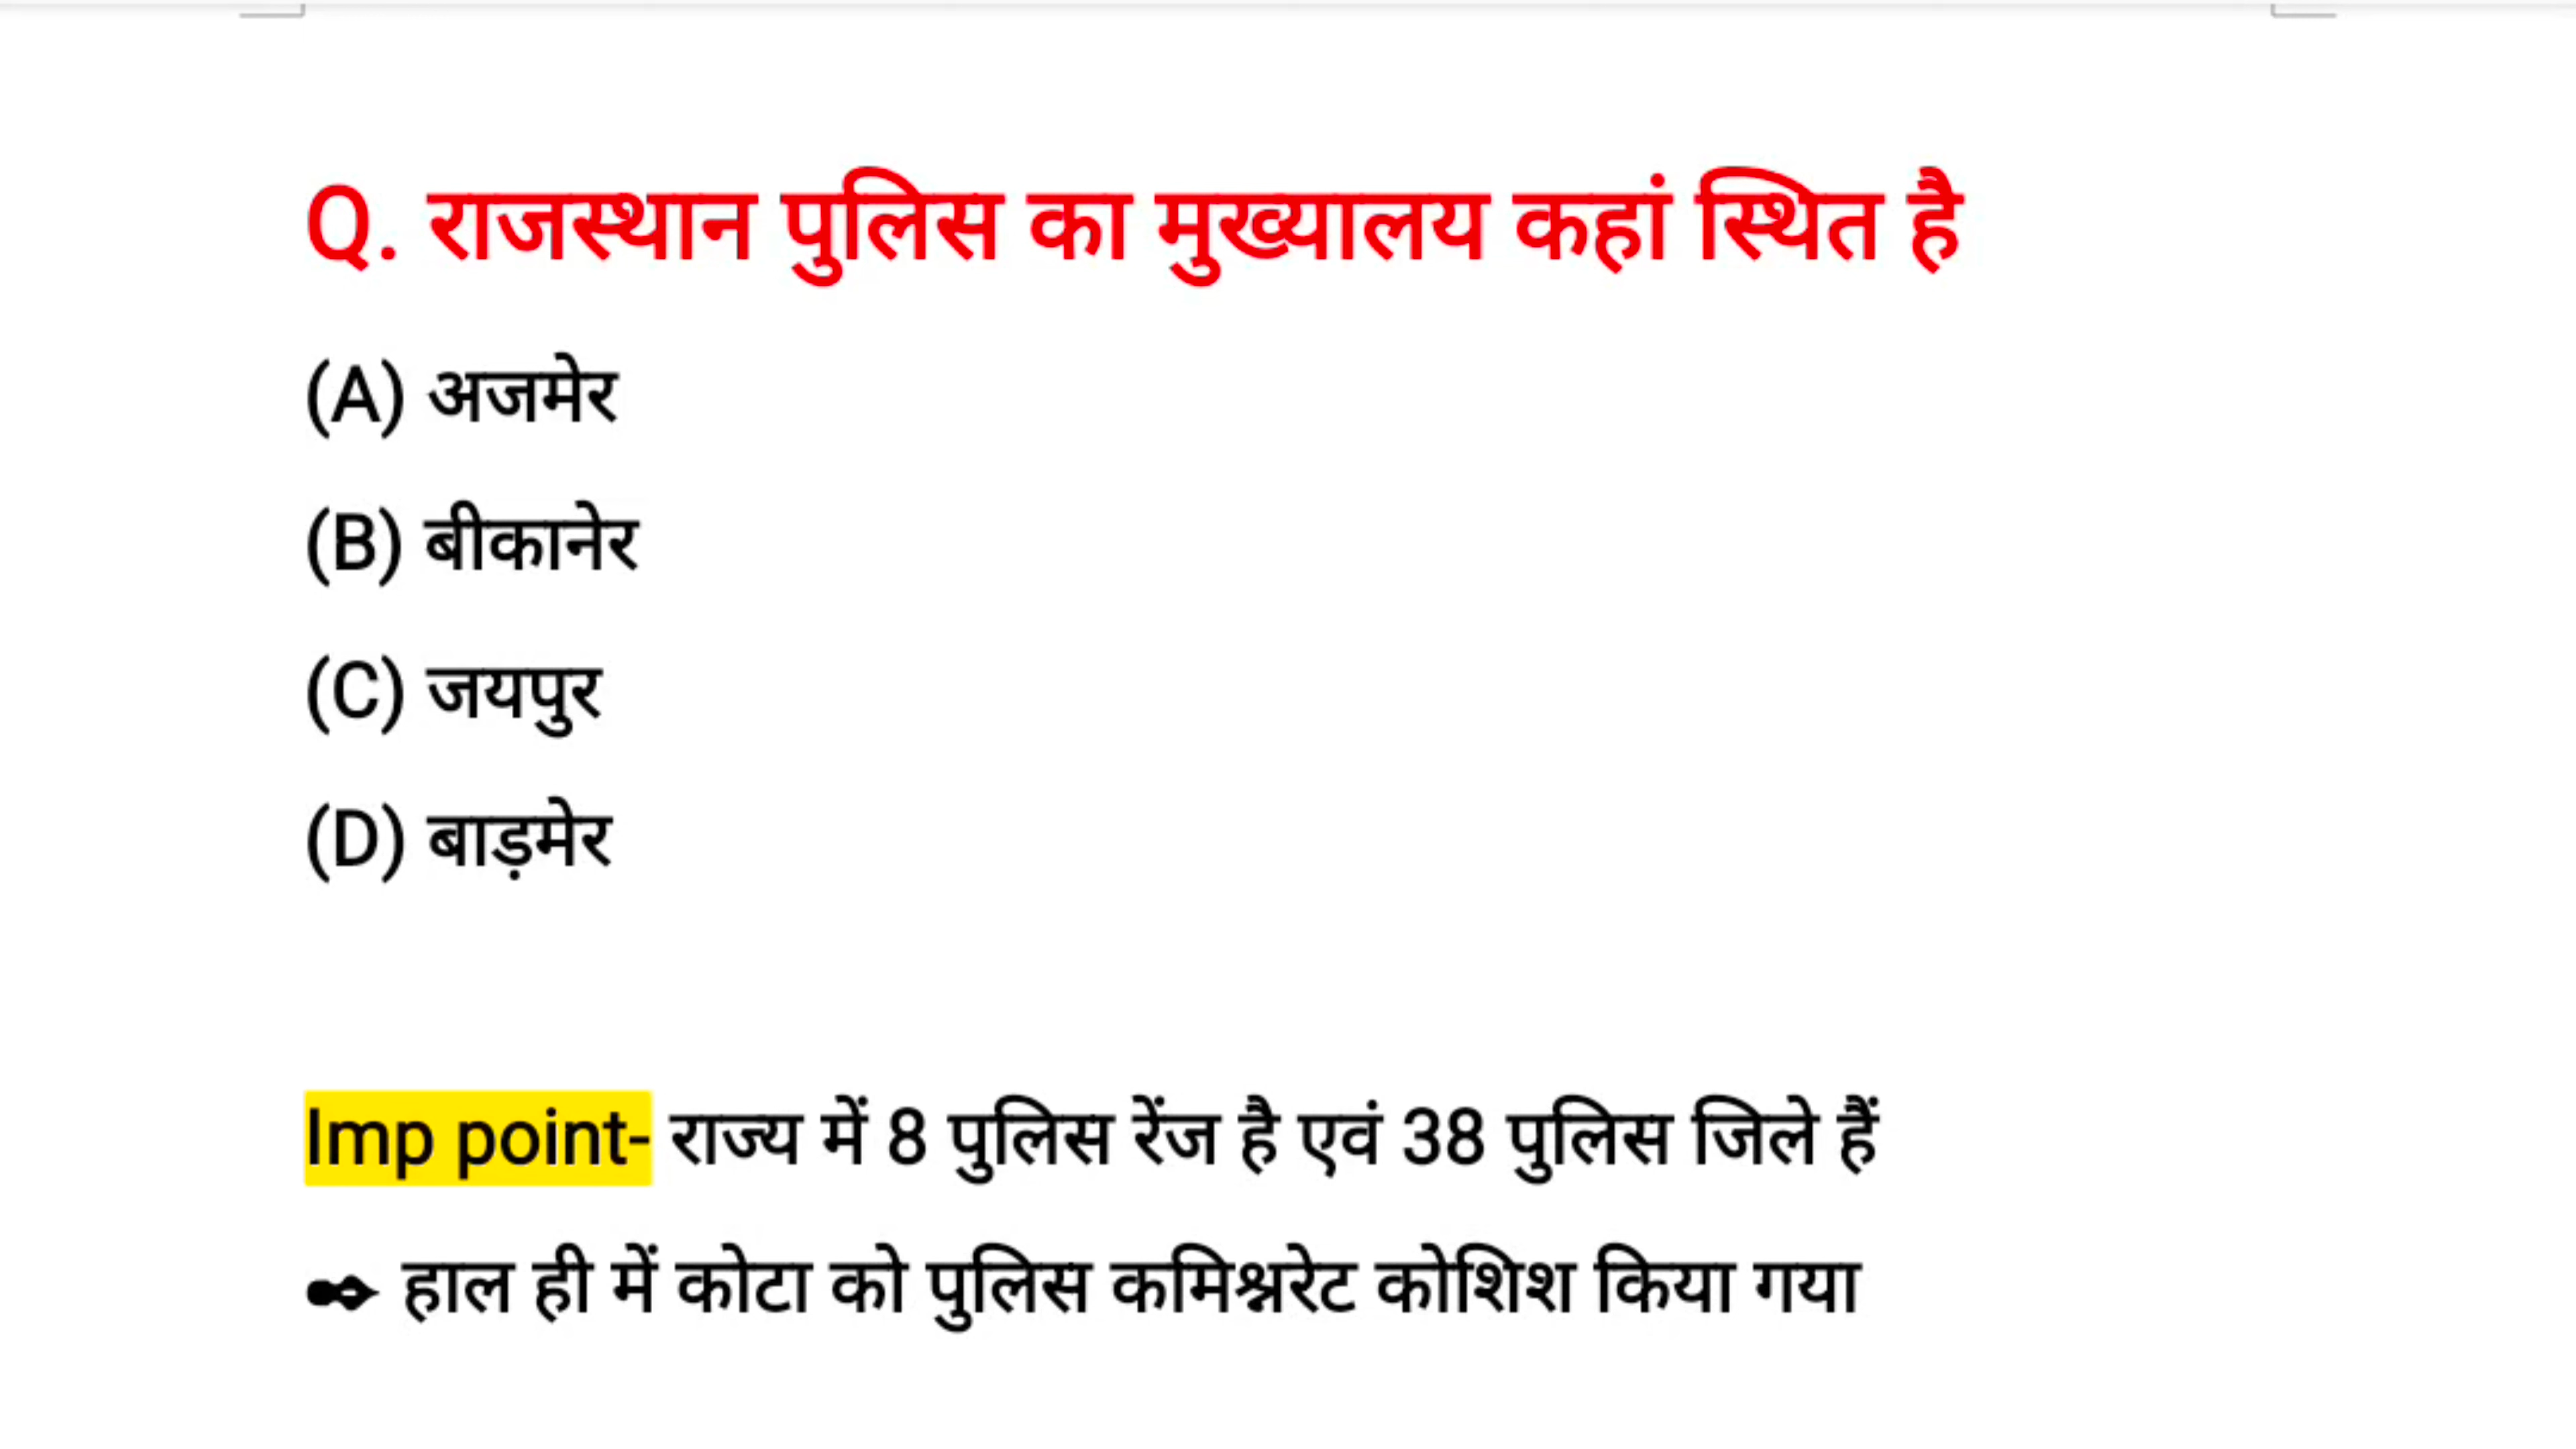 Q. राजस्थान पुलिस का मुख्यालय कहां स्थित है
(A) अजमेर
(B) बीकानेर
(C) जयपुर
(D) बाड़मेर
Imp point- राज्य में 8 पुलिस रेंज है एवं 38 पुलिस जिले हैं
➽ हाल ही में कोटा को पुलिस कमिश्नरेट कोशिश किया गया